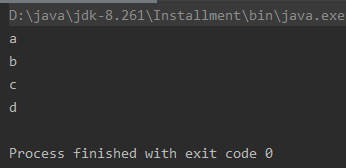 D:\java\jdk-8.261\Installment\bin\java.exe
a
b
c
d
Process finished with exit code 0